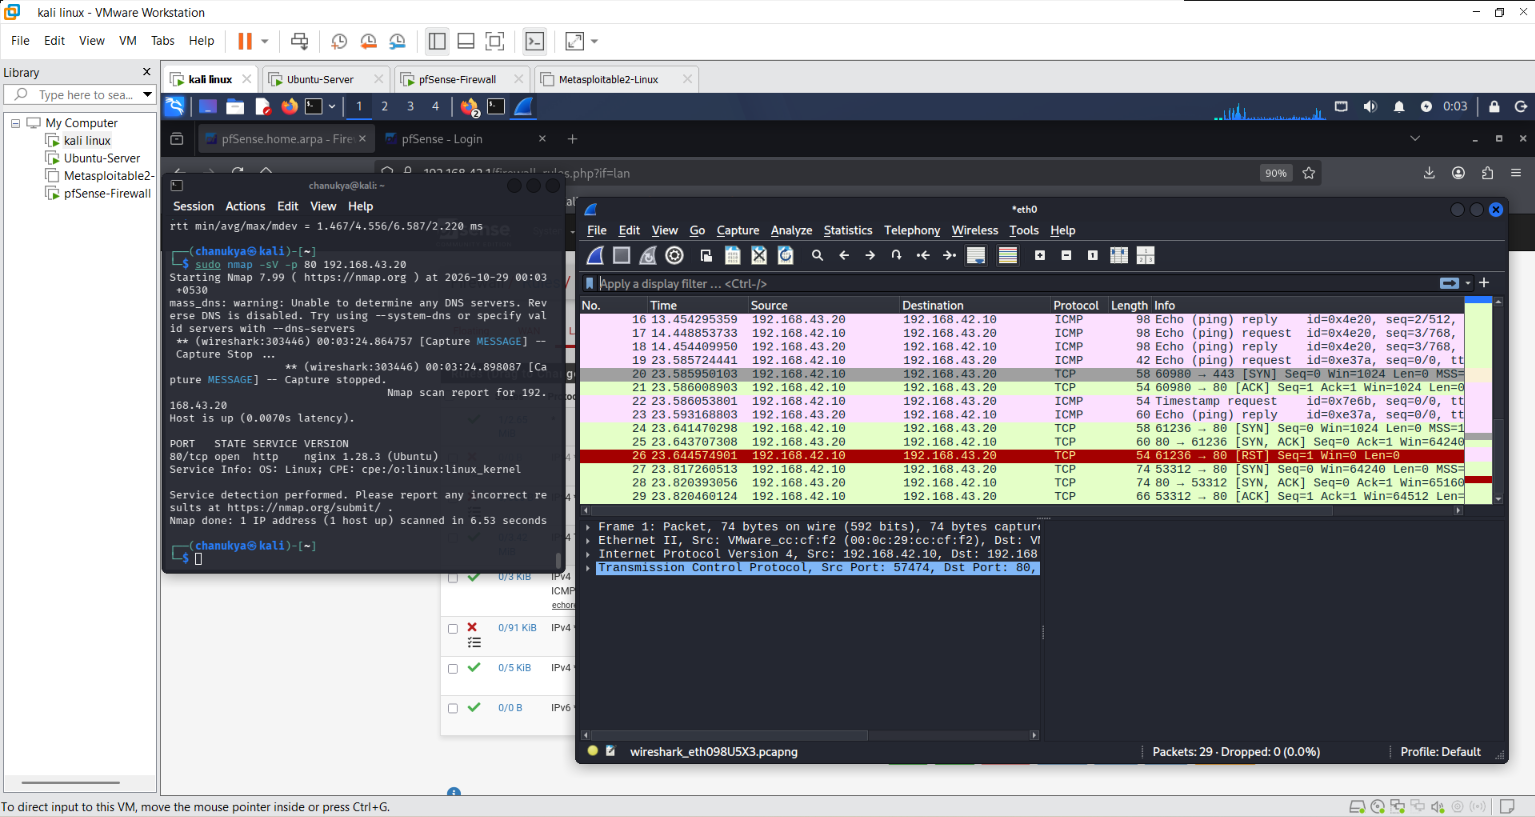 kali linux - VMware Workstation
File Edit View VM Tabs Help
Library
Type here to sea...
My Computer
kali linux
Ubuntu-Server
Metasploitable2-
pfSense-Firewall
kali linux Ubuntu-Server pfSense-Firewall Metasploitable2-Linux
1 2 3 4 2 0:03
pfSense.home.arpa - Fire pfSense - Login
192.168.42.1/firewall_rules.php?if=lan 90%
chanukya@kali: ~
Session Actions Edit View Help
rtt min/avg/max/mdev = 1.467/4.556/6.587/2.220 ms
(chanukya㉿kali)-[~]
$ sudo nmap -sV -p 80 192.168.43.20
Starting Nmap 7.99 ( https://nmap.org ) at 2026-10-29 00:03
+0530
mass_dns: warning: Unable to determine any DNS servers. Rev
erse DNS is disabled. Try using --system-dns or specify val
id servers with --dns-servers
** (wireshark:303446) 00:03:24.864757 [Capture MESSAGE] --
Capture Stop ...
** (wireshark:303446) 00:03:24.898087 [Ca
pture MESSAGE] -- Capture stopped.
Nmap scan report for 192.
168.43.20
Host is up (0.0070s latency).
PORT STATE SERVICE VERSION
80/tcp open http nginx 1.28.3 (Ubuntu)
Service Info: OS: Linux; CPE: cpe:/o:linux:linux_kernel
Service detection performed. Please report any incorrect re
sults at https://nmap.org/submit/ .
Nmap done: 1 IP address (1 host up) scanned in 6.53 seconds
(chanukya㉿kali)-[~]
$
0/3 KiB IPv4
ICMP
echore
0/91 KiB IPv4
0/5 KiB IPv4
0/0 B IPv6
*eth0
File Edit View Go Capture Analyze Statistics Telephony Wireless Tools Help
Apply a display filter ... <Ctrl-/>
No. Time Source Destination Protocol Length Info
16 13.454295359 192.168.43.20 192.168.42.10 ICMP 98 Echo (ping) reply id=0x4e20, seq=2/512,
17 14.448853733 192.168.42.10 192.168.43.20 ICMP 98 Echo (ping) request id=0x4e20, seq=3/768,
18 14.454409950 192.168.43.20 192.168.42.10 ICMP 98 Echo (ping) reply id=0x4e20, seq=3/768,
19 23.585724441 192.168.42.10 192.168.43.20 ICMP 42 Echo (ping) request id=0xe37a, seq=0/0, tt
20 23.585950103 192.168.42.10 192.168.43.20 TCP 58 60980 → 443 [SYN] Seq=0 Win=1024 Len=0 MSS=
21 23.586008903 192.168.42.10 192.168.43.20 TCP 54 60980 → 80 [ACK] Seq=1 Ack=1 Win=1024 Len=0
22 23.586053801 192.168.42.10 192.168.43.20 ICMP 54 Timestamp request id=0x7e6b, seq=0/0, tt
23 23.593168803 192.168.43.20 192.168.42.10 ICMP 60 Echo (ping) reply id=0xe37a, seq=0/0, tt
24 23.641470298 192.168.42.10 192.168.43.20 TCP 58 61236 → 80 [SYN] Seq=0 Win=1024 Len=0 MSS=1
25 23.643707308 192.168.43.20 192.168.42.10 TCP 60 80 → 61236 [SYN, ACK] Seq=0 Ack=1 Win=64240
26 23.644574901 192.168.42.10 192.168.43.20 TCP 54 61236 → 80 [RST] Seq=1 Win=0 Len=0
27 23.817260513 192.168.42.10 192.168.43.20 TCP 74 53312 → 80 [SYN] Seq=0 Win=64240 Len=0 MSS=
28 23.820393056 192.168.43.20 192.168.42.10 TCP 74 80 → 53312 [SYN, ACK] Seq=0 Ack=1 Win=65160
29 23.820460124 192.168.42.10 192.168.43.20 TCP 66 53312 → 80 [ACK] Seq=1 Ack=1 Win=64512 Len=
Frame 1: Packet, 74 bytes on wire (592 bits), 74 bytes capture
Ethernet II, Src: VMware_cc:cf:f2 (00:0c:29:cc:cf:f2), Dst: VM
Internet Protocol Version 4, Src: 192.168.42.10, Dst: 192.168
Transmission Control Protocol, Src Port: 57474, Dst Port: 80,
wireshark_eth098U5X3.pcapng Packets: 29 · Dropped: 0 (0.0%) Profile: Default
To direct input to this VM, move the mouse pointer inside or press Ctrl+G.